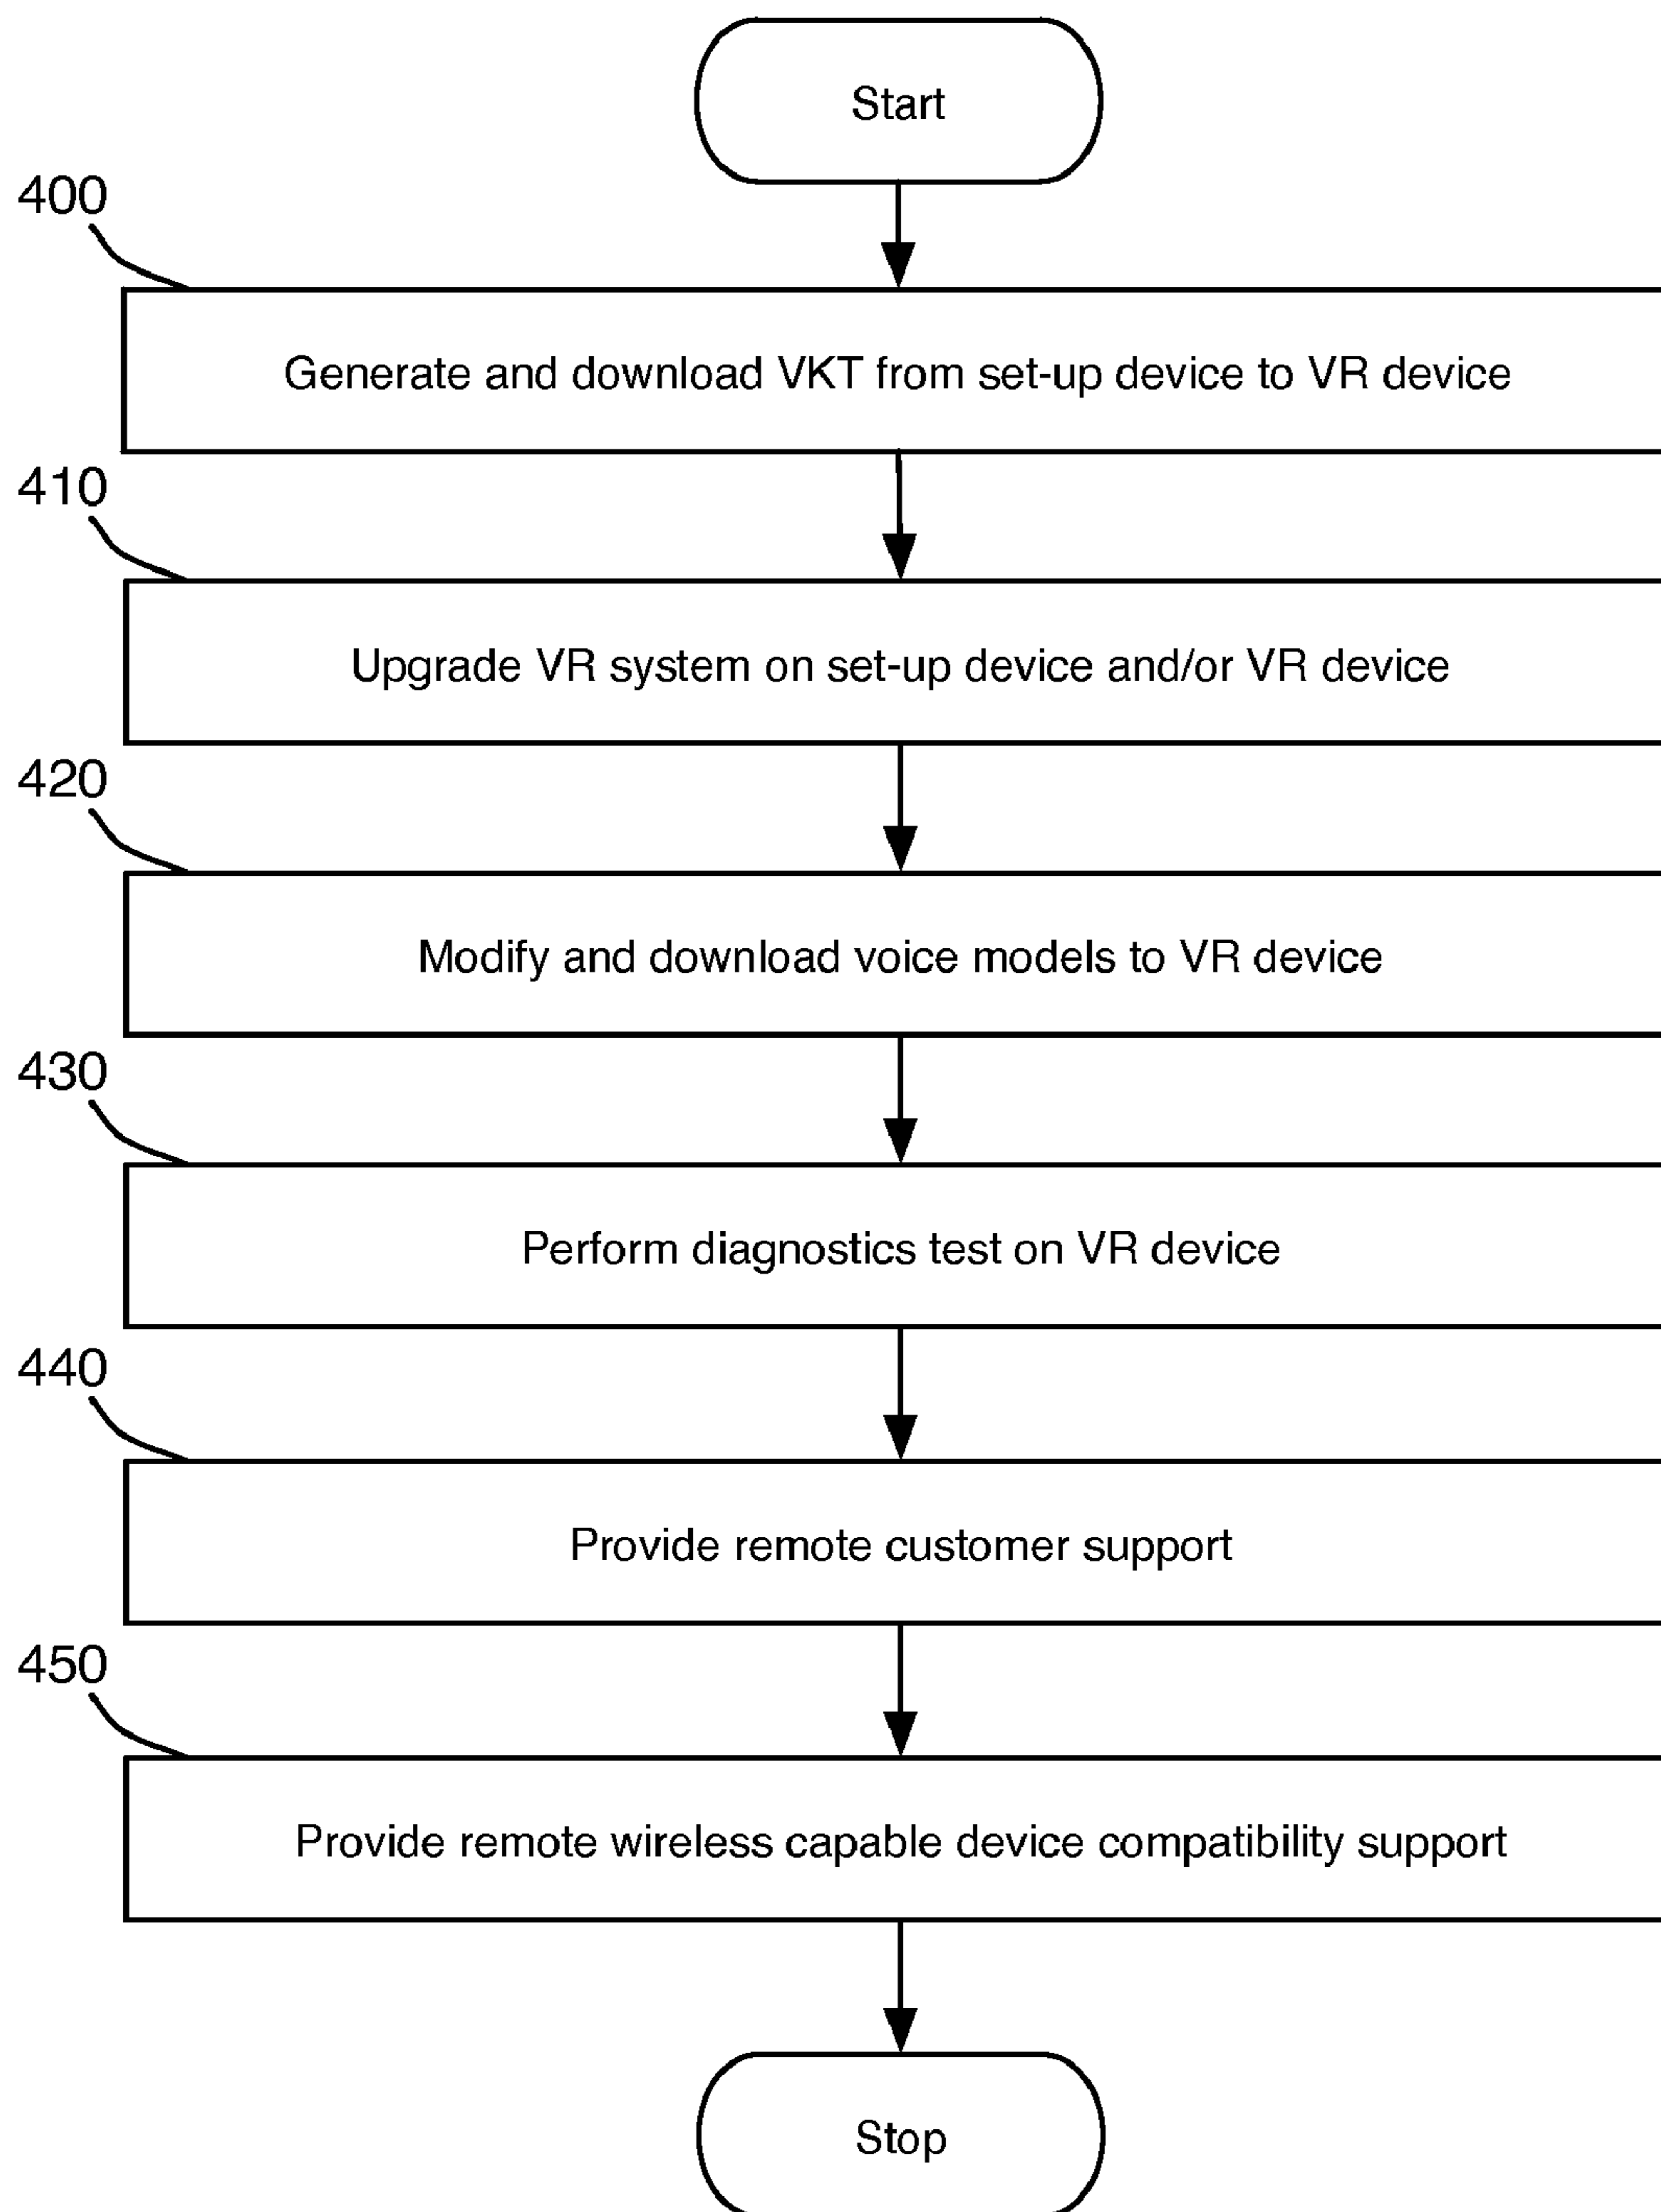 Start
400
Generate and download VKT from set-up device to VR device
410
Upgrade VR system on set-up device and/or VR device
420
Modify and download voice models to VR device
430
Perform diagnostics test on VR device
440
Provide remote customer support
450
Provide remote wireless capable device compatibility support
Stop